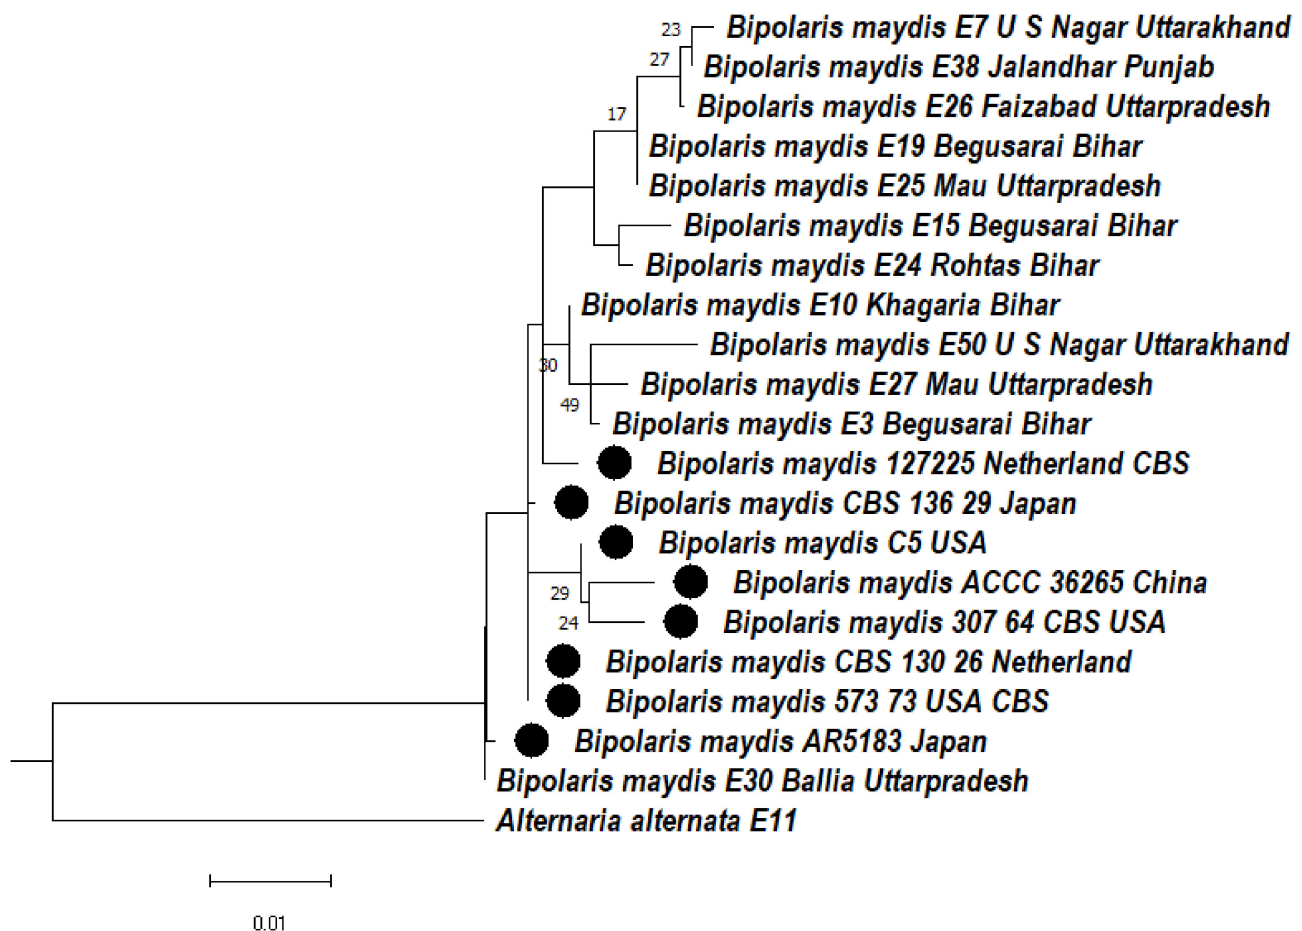 23
Bipolaris maydis E7 U S Nagar Uttarakhand
27
Bipolaris maydis E38 Jalandhar Punjab
Bipolaris maydis E26 Faizabad Uttarpradesh
17
Bipolaris maydis E19 Begusarai Bihar
Bipolaris maydis E25 Mau Uttarpradesh
Bipolaris maydis E15 Begusarai Bihar
Bipolaris maydis E24 Rohtas Bihar
Bipolaris maydis E10 Khagaria Bihar
Bipolaris maydis E50 U S Nagar Uttarakhand
30
Bipolaris maydis E27 Mau Uttarpradesh
49
Bipolaris maydis E3 Begusarai Bihar
Bipolaris maydis 127225 Netherland CBS
Bipolaris maydis CBS 136 29 Japan
Bipolaris maydis C5 USA
Bipolaris maydis ACCC 36265 China
29
Bipolaris maydis 307 64 CBS USA
24
Bipolaris maydis CBS 130 26 Netherland
Bipolaris maydis 573 73 USA CBS
Bipolaris maydis AR5183 Japan
Bipolaris maydis E30 Ballia Uttarpradesh
Alternaria alternata E11
0.01